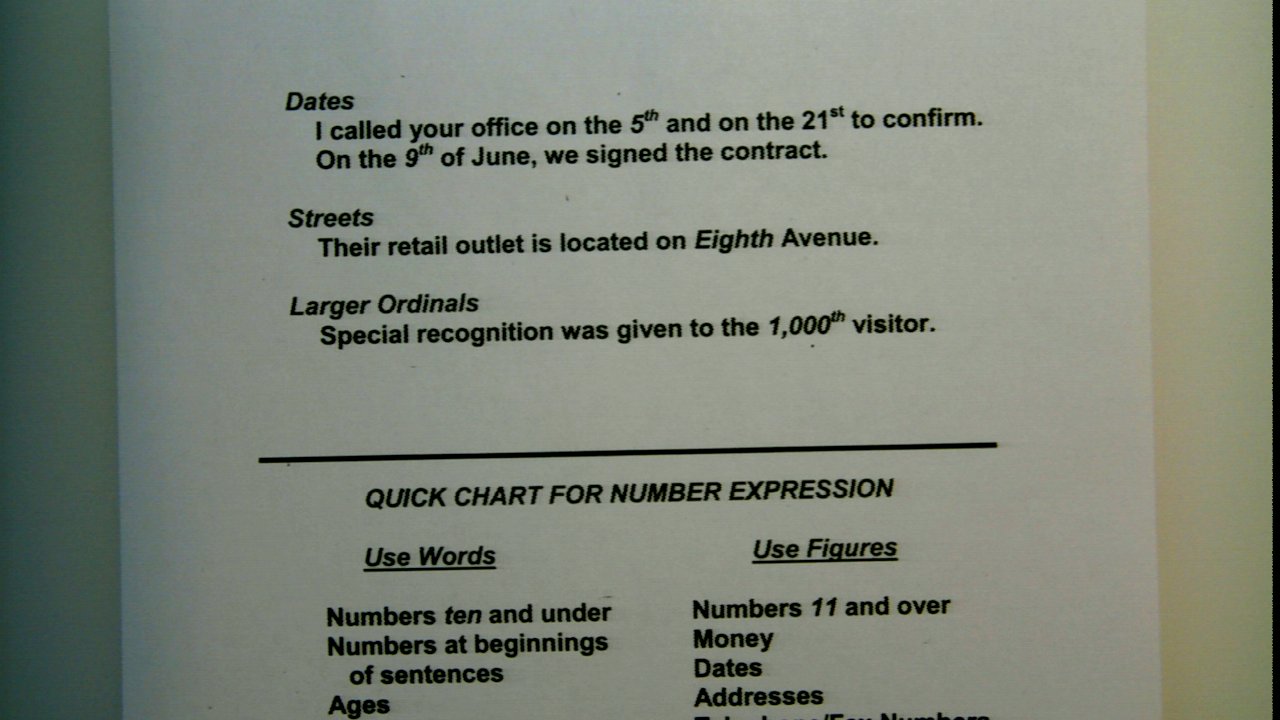 Dates
I called your office on the 5th and on the 21st to confirm.
On the 9th of June, we signed the contract.
Streets
Their retail outlet is located on Eighth Avenue.
Larger Ordinals
Special recognition was given to the 1,000th visitor.
QUICK CHART FOR NUMBER EXPRESSION
Use Words
Numbers ten and under
Numbers at beginnings
of sentences
Ages
Use Figures
Numbers 11 and over
Money
Dates
Addresses
Telephone/Fax Numbers